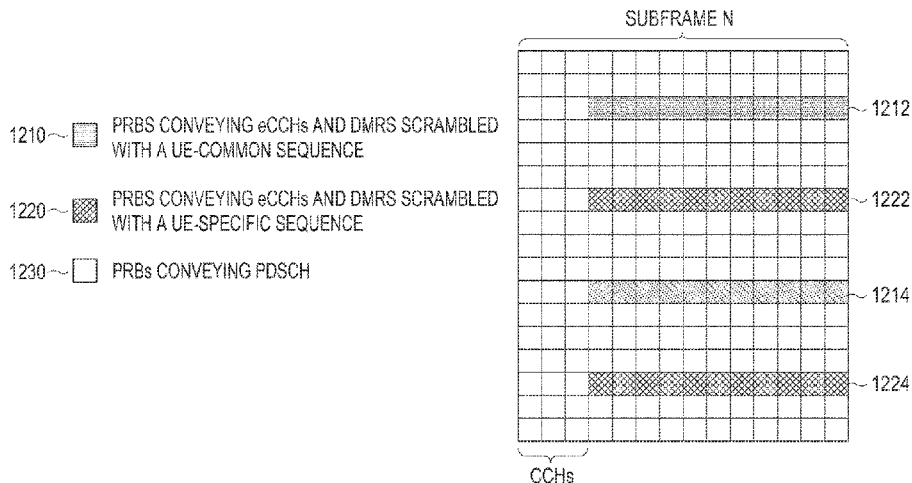 SUBFRAME N
1210
PRBS CONVEYING eCCHs AND DMRS SCRAMBLED
WITH A UE-COMMON SEQUENCE
1220
PRBS CONVEYING eCCHs AND DMRS SCRAMBLED
WITH A UE-SPECIFIC SEQUENCE
1230
PRBs CONVEYING PDSCH
1212
1222
1214
1224
CCHs